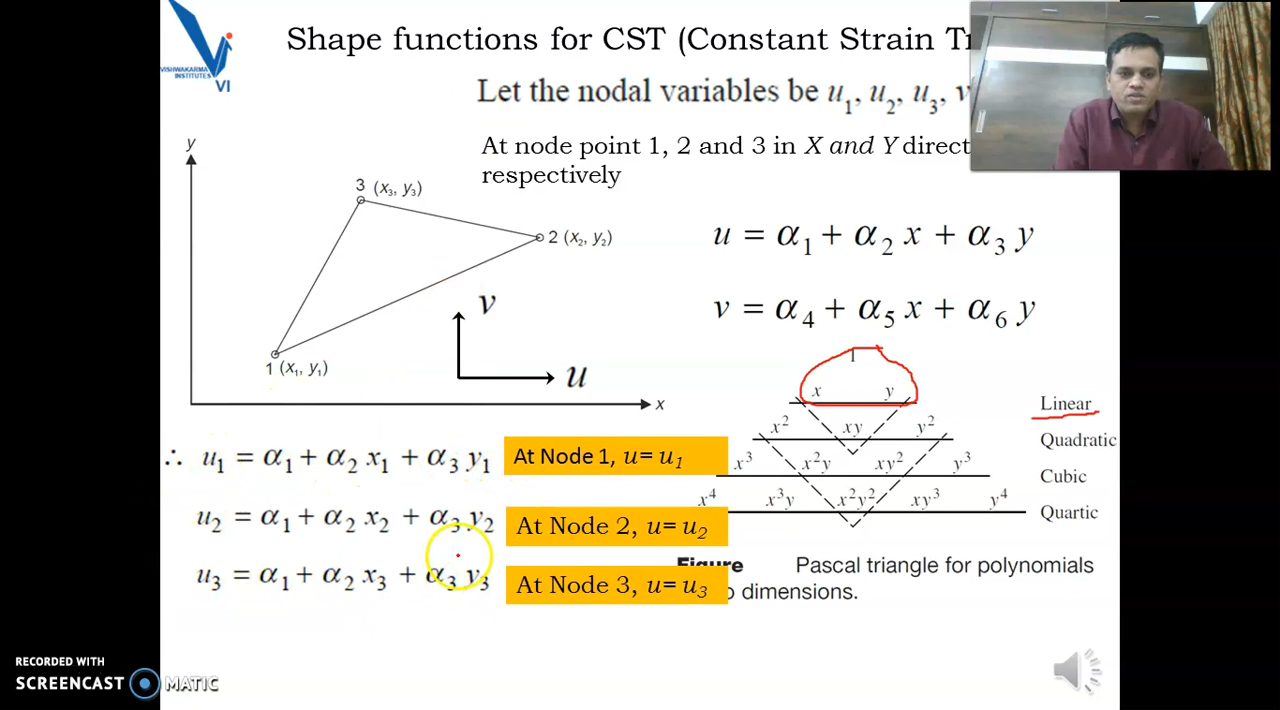 VISHWAKARMA
INSTITUTES
VI
Shape functions for CST (Constant Strain
Let the nodal variables be u₁, u₂, u₃,
At node point 1, 2 and 3 in X and Y
respectively
y
3 (x₃, y₃)
2 (x₂, y₂)
u = α₁ + α₂ x + α₃ y
v
v = α₄ + α₅ x + α₆ y
1 (x₁, y₁)
u
x
1
x y Linear
x² xy y² Quadratic
x³ x²y xy² y³ Cubic
x⁴ x³y x²y² xy³ y⁴ Quartic
∴ u₁ = α₁ + α₂ x₁ + α₃ y₁ At Node 1, u= u₁
u₂ = α₁ + α₂ x₂ + α₃ y₂ At Node 2, u= u₂
u₃ = α₁ + α₂ x₃ + α₃ y₃ At Node 3, u= u₃
Figure Pascal triangle for polynomials
dimensions.
RECORDED WITH
SCREENCAST MATIC